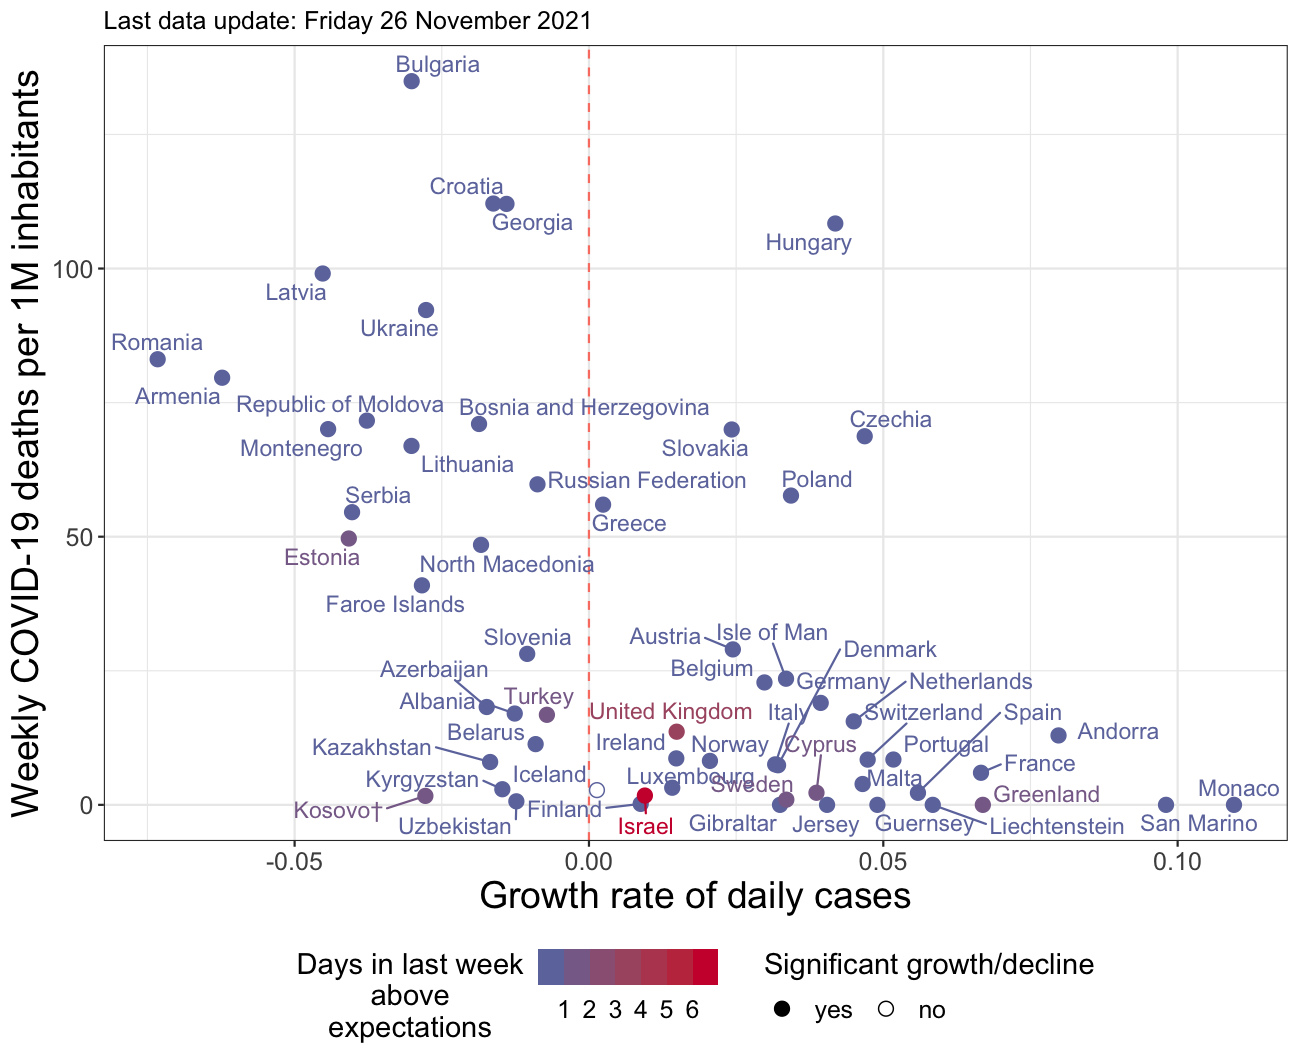 Last data update: Friday 26 November 2021
Weekly COVID-19 deaths per 1M inhabitants
100
50
0
Bulgaria
Croatia
Georgia
Hungary
Latvia
Ukraine
Romania
Armenia
Republic of Moldova
Bosnia and Herzegovina
Czechia
Montenegro
Slovakia
Lithuania
Russian Federation
Poland
Serbia
Greece
Estonia
North Macedonia
Faroe Islands
Slovenia
Austria
Isle of Man
Denmark
Azerbaijan
Belgium
Germany
Netherlands
Albania
Turkey
United Kingdom
Italy
Switzerland
Spain
Belarus
Andorra
Kazakhstan
Ireland
Norway
Cyprus
Portugal
France
Kyrgyzstan
Iceland
Luxembourg
Sweden
Malta
Monaco
Kosovo†
Finland
Greenland
Uzbekistan
Israel
Gibraltar
Jersey
Guernsey
Liechtenstein
San Marino
-0.05
0.00
0.05
0.10
Growth rate of daily cases
Days in last week
above
expectations
1 2 3 4 5 6
Significant growth/decline
yes
no